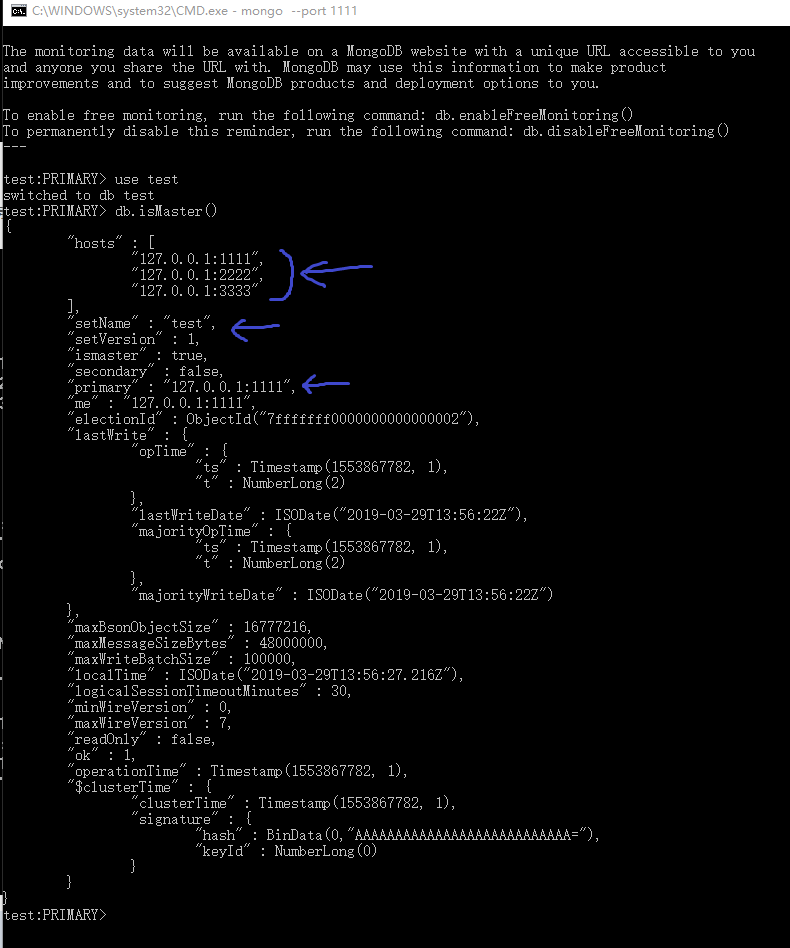 C:\WINDOWS\system32\CMD.exe - mongo  --port 1111
The monitoring data will be available on a MongoDB website with a unique URL accessible to you
and anyone you share the URL with. MongoDB may use this information to make product
improvements and to suggest MongoDB products and deployment options to you.
To enable free monitoring, run the following command: db.enableFreeMonitoring()
To permanently disable this reminder, run the following command: db.disableFreeMonitoring()
---
test:PRIMARY> use test
switched to db test
test:PRIMARY> db.isMaster()
{
        "hosts" : [
                "127.0.0.1:1111",
                "127.0.0.1:2222",
                "127.0.0.1:3333"
        ],
        "setName" : "test",
        "setVersion" : 1,
        "ismaster" : true,
        "secondary" : false,
        "primary" : "127.0.0.1:1111",
        "me" : "127.0.0.1:1111",
        "electionId" : ObjectId("7fffffff0000000000000002"),
        "lastWrite" : {
                "opTime" : {
                        "ts" : Timestamp(1553867782, 1),
                        "t" : NumberLong(2)
                },
                "lastWriteDate" : ISODate("2019-03-29T13:56:22Z"),
                "majorityOpTime" : {
                        "ts" : Timestamp(1553867782, 1),
                        "t" : NumberLong(2)
                },
                "majorityWriteDate" : ISODate("2019-03-29T13:56:22Z")
        },
        "maxBsonObjectSize" : 16777216,
        "maxMessageSizeBytes" : 48000000,
        "maxWriteBatchSize" : 100000,
        "localTime" : ISODate("2019-03-29T13:56:27.216Z"),
        "logicalSessionTimeoutMinutes" : 30,
        "minWireVersion" : 0,
        "maxWireVersion" : 7,
        "readOnly" : false,
        "ok" : 1,
        "operationTime" : Timestamp(1553867782, 1),
        "$clusterTime" : {
                "clusterTime" : Timestamp(1553867782, 1),
                "signature" : {
                        "hash" : BinData(0,"AAAAAAAAAAAAAAAAAAAAAAAAAAA="),
                        "keyId" : NumberLong(0)
                }
        }
}
test:PRIMARY>